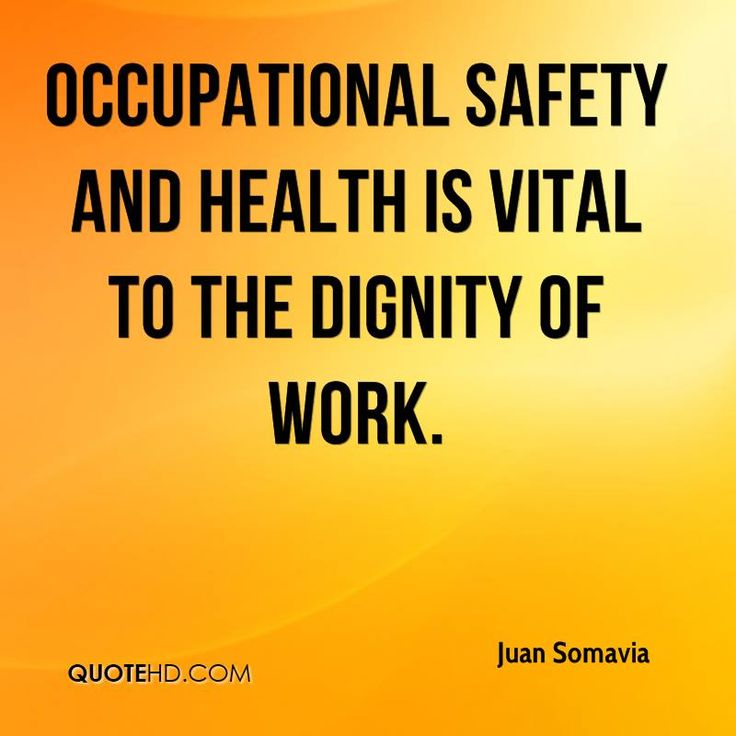 OCCUPATIONAL SAFETY
AND HEALTH IS VITAL
TO THE DIGNITY OF
WORK.
Juan Somavia
QUOTEHD.COM